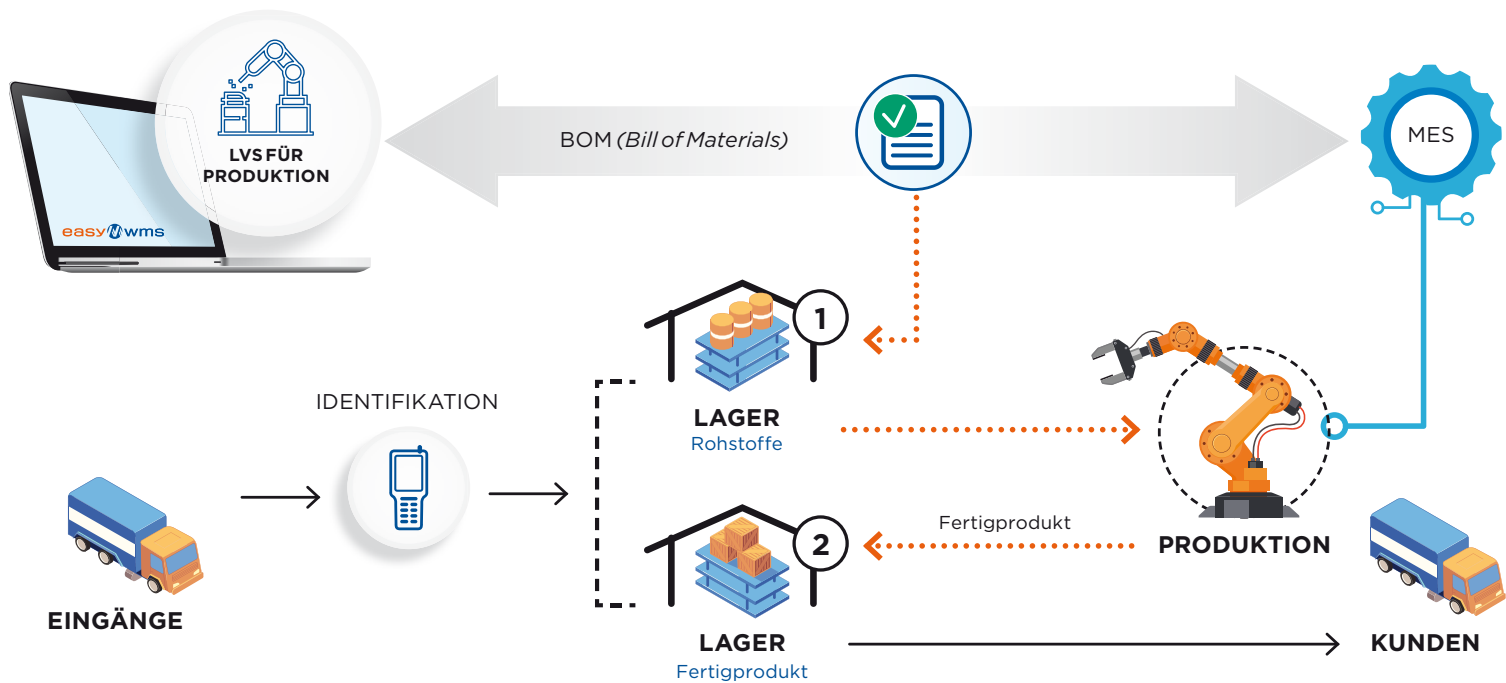 LVS FÜR
PRODUKTION
easy wms
BOM (Bill of Materials)
MES
1
LAGER
Rohstoffe
IDENTIFIKATION
2
Fertigprodukt
PRODUKTION
EINGÄNGE
LAGER
Fertigprodukt
KUNDEN